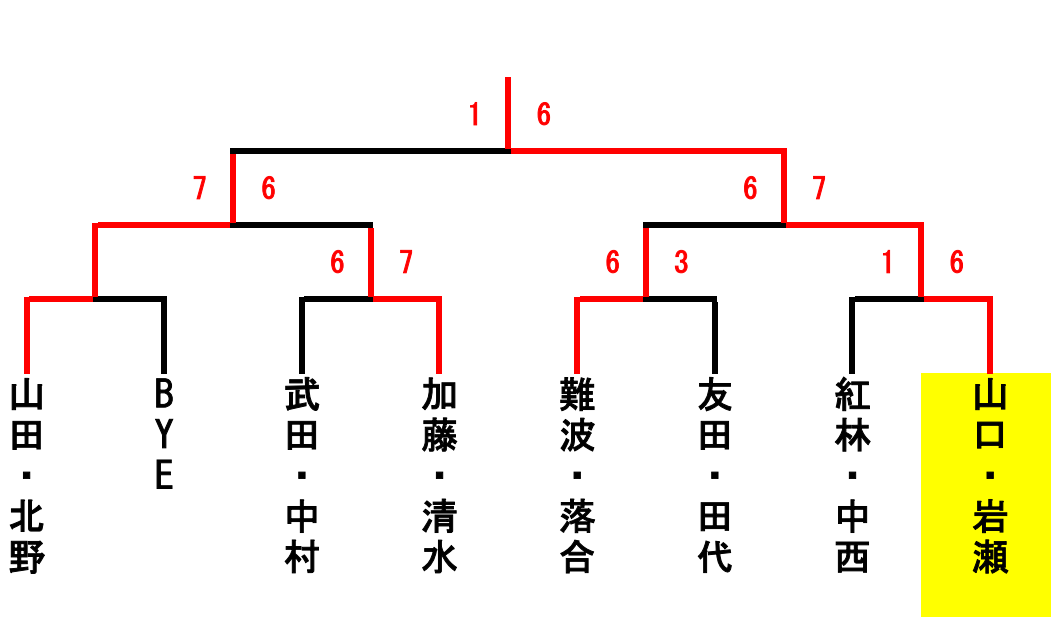 1 6
7 6 6 7
6 7 6 3 1 6
山田・北野
BYE
武田・中村
加藤・清水
難波・落合
友田・田代
紅林・中西
山口・岩瀬